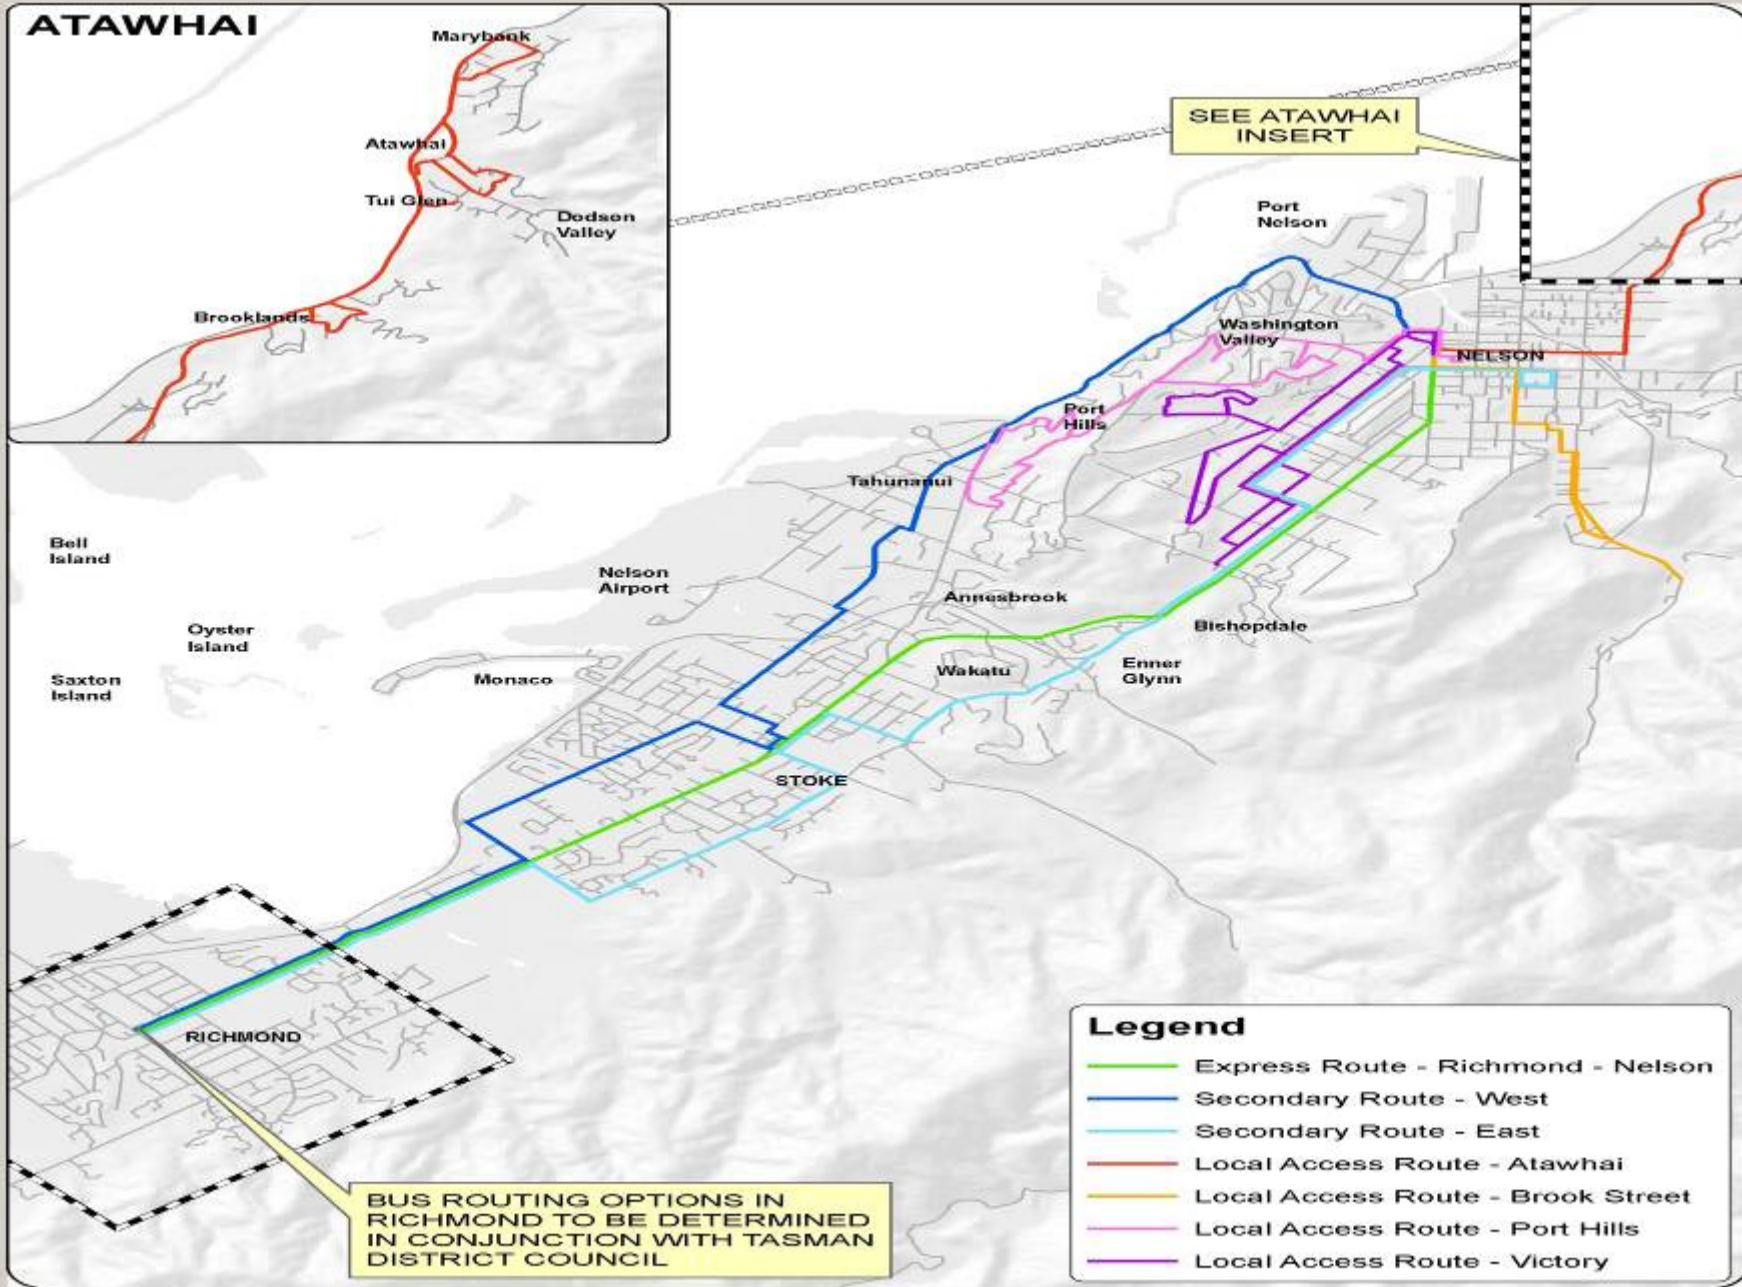 ATAWHAI
Marybank
Atawhai
Tui Glen
Dodson
Valley
Brooklands
SEE ATAWHAI
INSERT
Port
Nelson
Washington
Valley
NELSON
Port
Hills
Tahunanui
Bell
Island
Nelson
Airport
Annesbrook
Oyster
Island
Bishopdale
Saxton
Island
Monaco
Wakatu
Enner
Glynn
STOKE
RICHMOND
BUS ROUTING OPTIONS IN
RICHMOND TO BE DETERMINED
IN CONJUNCTION WITH TASMAN
DISTRICT COUNCIL
Legend
Express Route - Richmond - Nelson
Secondary Route - West
Secondary Route - East
Local Access Route - Atawhai
Local Access Route - Brook Street
Local Access Route - Port Hills
Local Access Route - Victory